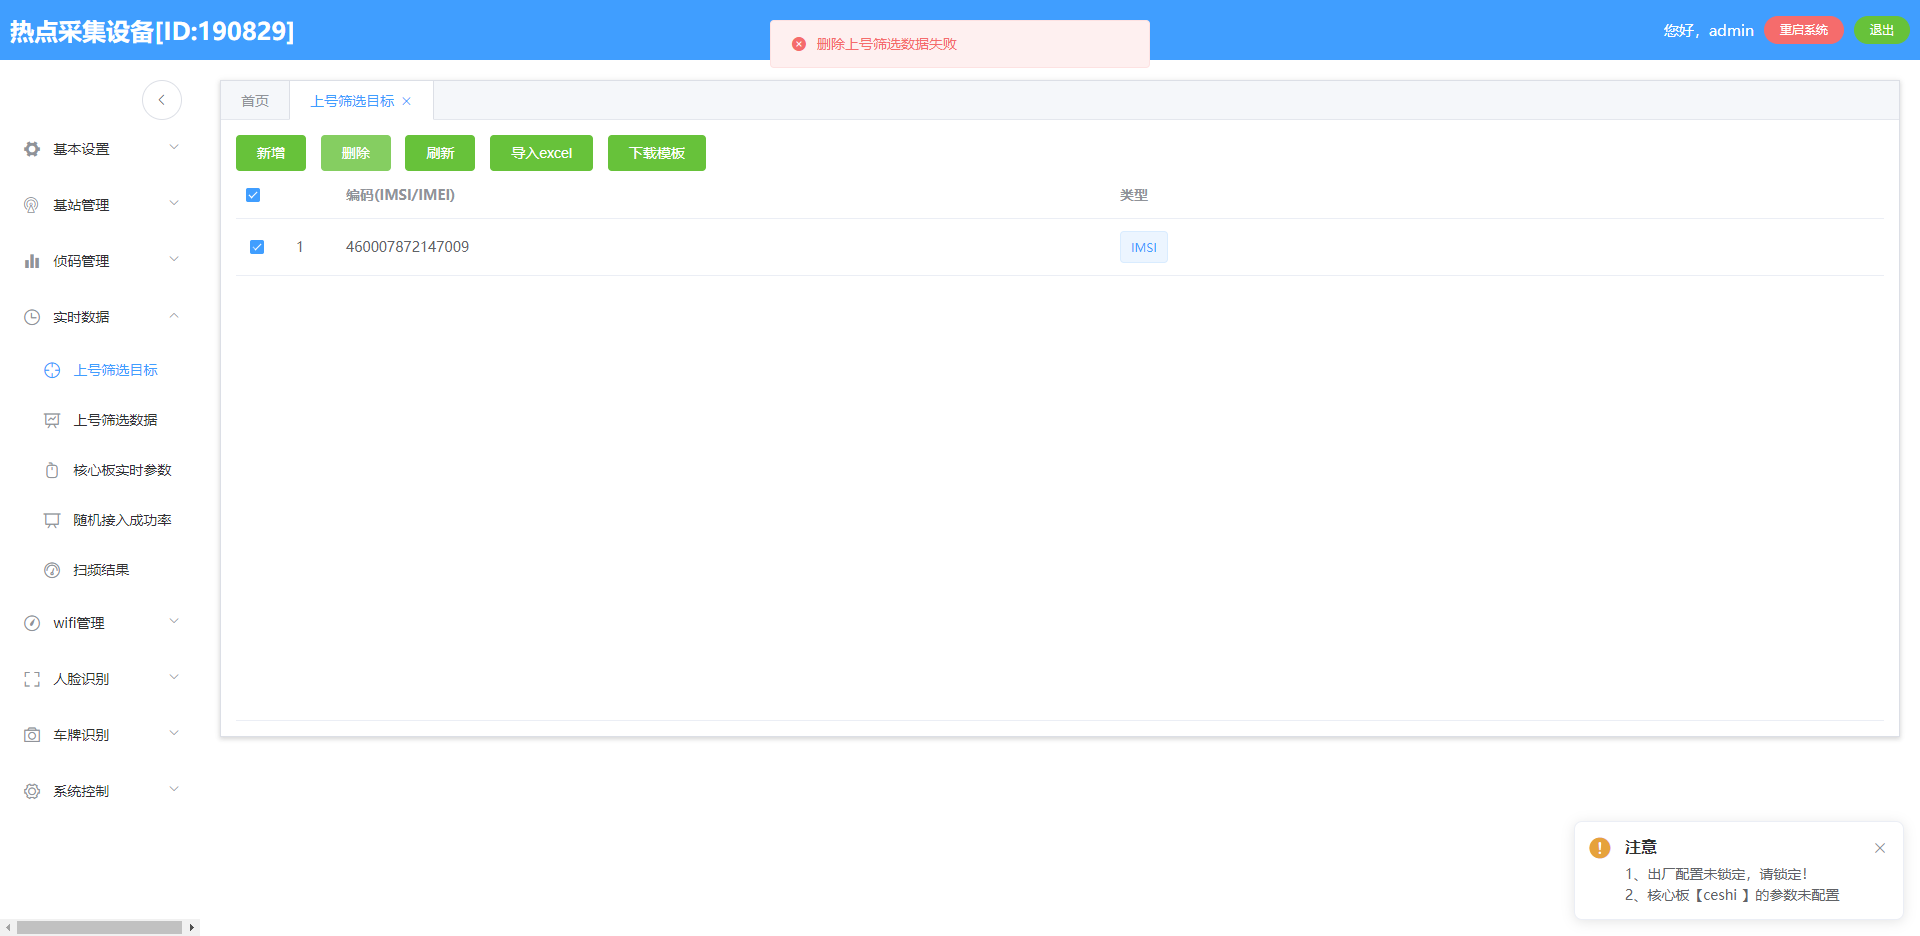 热点采集设备[ID:190829]
删除上号筛选数据失败
您好，admin
重启系统
退出
首页
上号筛选目标
新增
删除
刷新
导入excel
下载模板
编码(IMSI/IMEI)
类型
1
460007872147009
IMSI
基本设置
基站管理
侦码管理
实时数据
上号筛选目标
上号筛选数据
核心板实时参数
随机接入成功率
扫频结果
wifi管理
人脸识别
车牌识别
系统控制
注意
1、出厂配置未锁定，请锁定！
2、核心板【ceshi 】的参数未配置